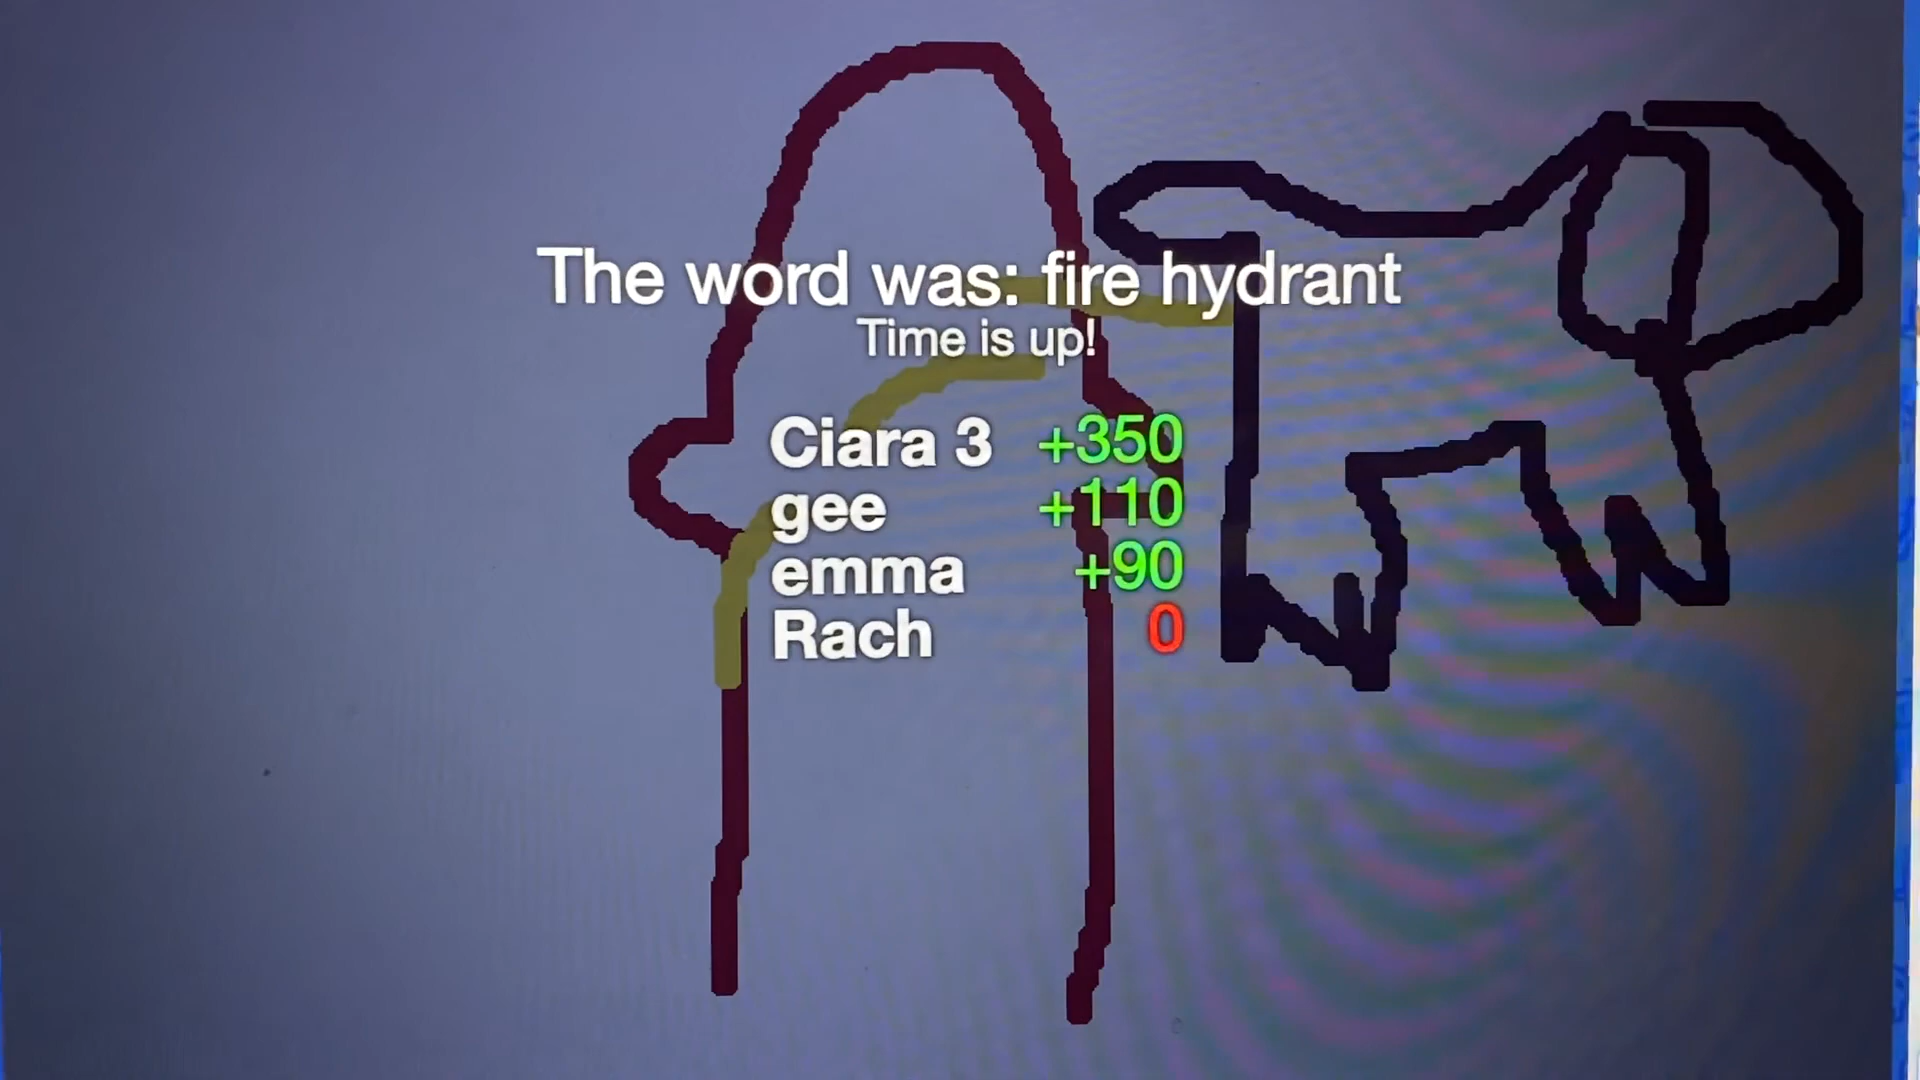 The word was: fire hydrant
Time is up!
Ciara 3 +350
gee +110
emma +90
Rach 0